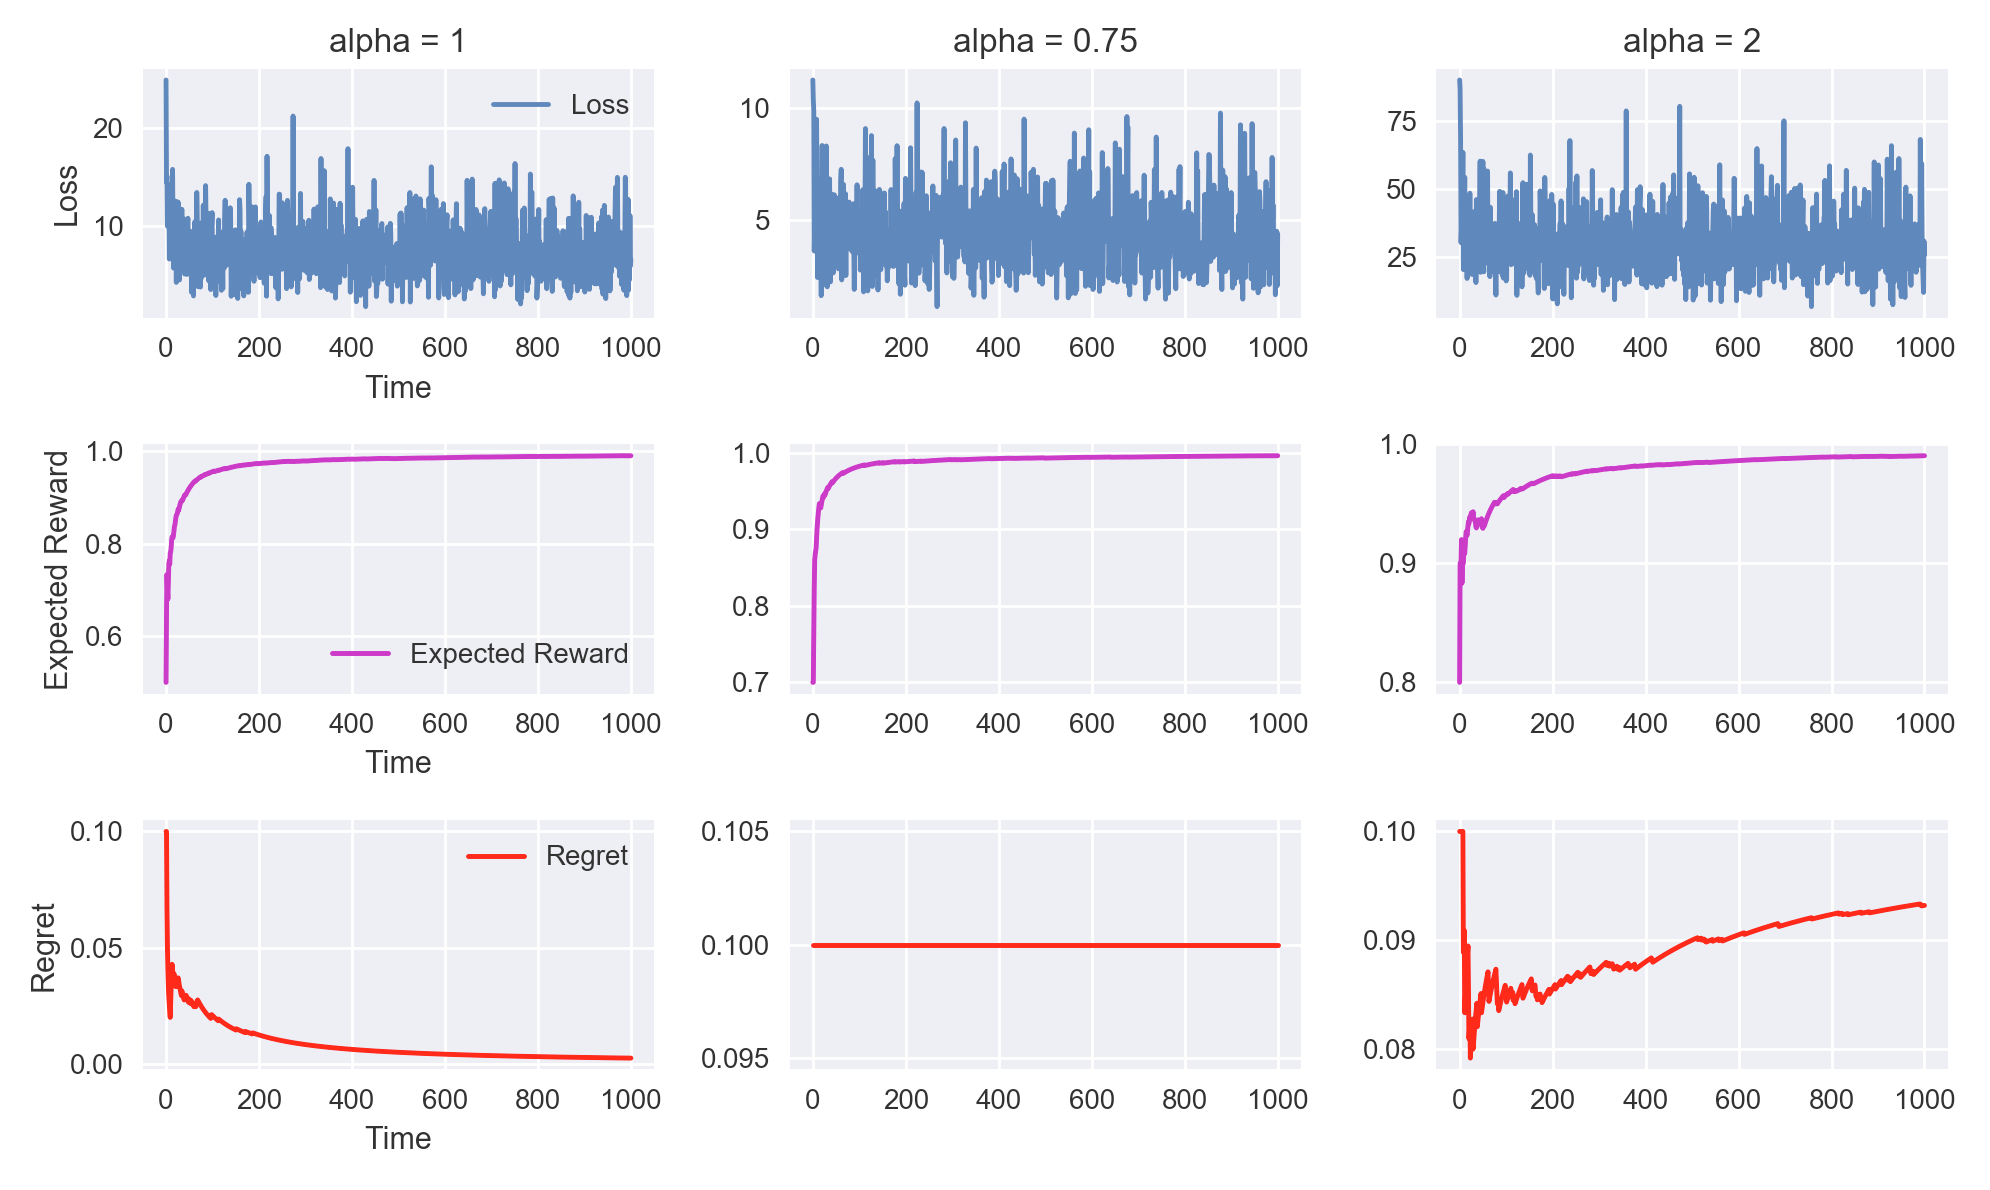 alpha = 1
alpha = 0.75
alpha = 2
Loss
20
10
Loss
0 200 400 600 800 1000
Time
10
5
0 200 400 600 800 1000
75
50
25
0 200 400 600 800 1000
Expected Reward
1.0
0.8
0.6
Expected Reward
0 200 400 600 800 1000
Time
1.0
0.9
0.8
0.7
0 200 400 600 800 1000
1.0
0.9
0.8
0 200 400 600 800 1000
Regret
0.10
0.05
0.00
Regret
0 200 400 600 800 1000
Time
0.105
0.100
0.095
0 200 400 600 800 1000
0.10
0.09
0.08
0 200 400 600 800 1000